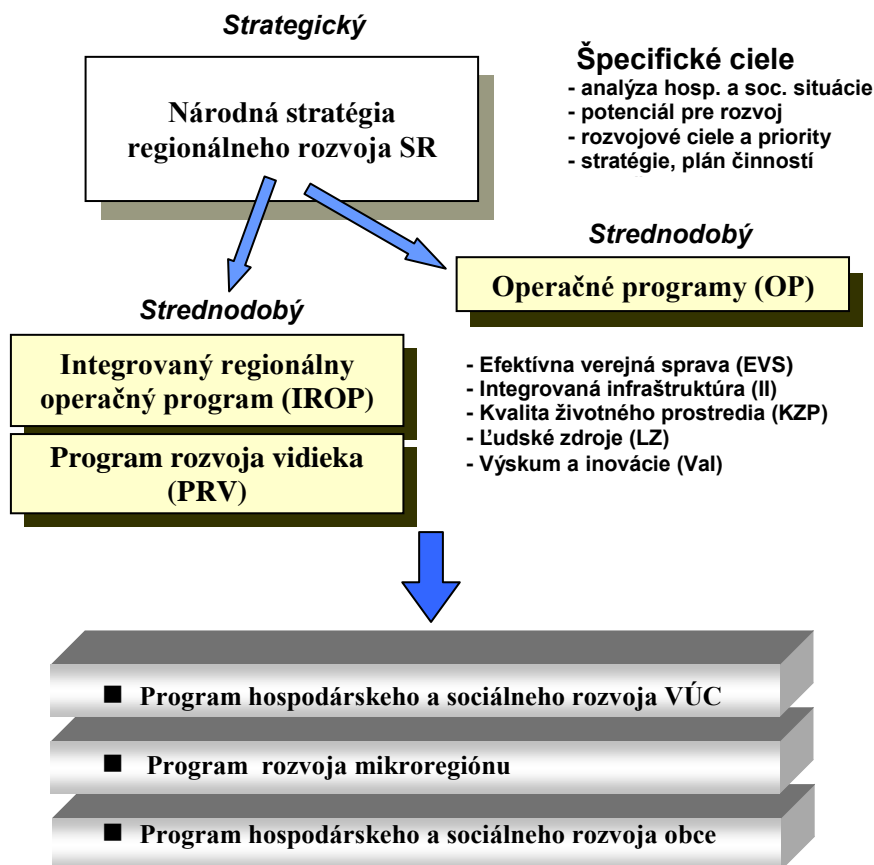 Strategický
Národná stratégia
regionálneho rozvoja SR
Špecifické ciele
- analýza hosp. a soc. situácie
- potenciál pre rozvoj
- rozvojové ciele a priority
- stratégie, plán činností
Strednodobý
Operačné programy (OP)
Strednodobý
Integrovaný regionálny
operačný program (IROP)
Program rozvoja vidieka
(PRV)
- Efektívna verejná sprava (EVS)
- Integrovaná infraštruktúra (II)
- Kvalita životného prostredia (KZP)
- Ľudské zdroje (LZ)
- Výskum a inovácie (VaI)
■ Program hospodárskeho a sociálneho rozvoja VÚC
■ Program rozvoja mikroregiónu
■ Program hospodárskeho a sociálneho rozvoja obce